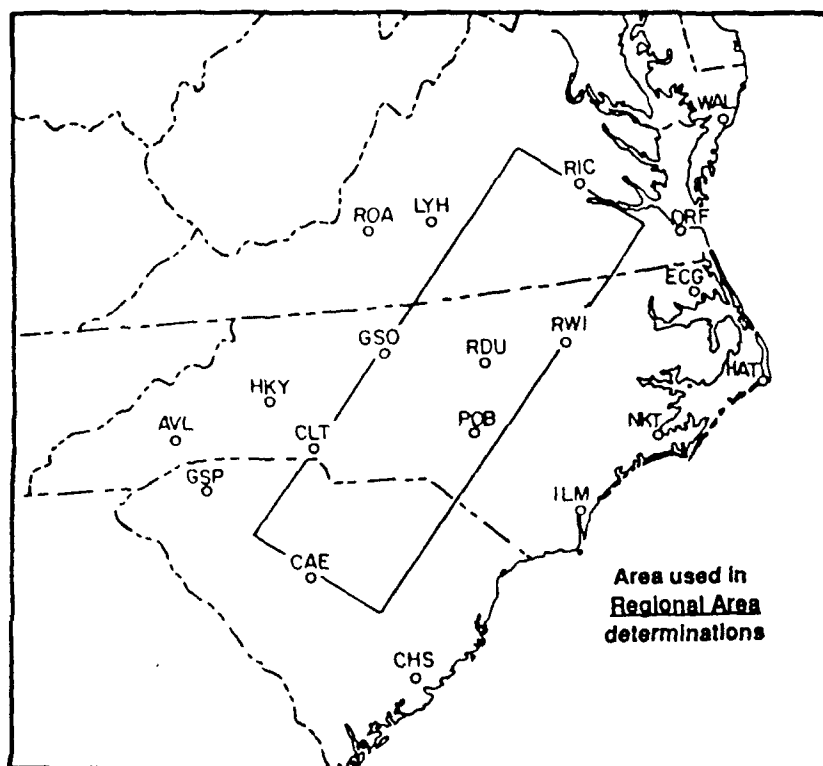 WAL
RIC
ROA
LYH
ORF
ECG
GSO
RDU
RWI
HKY
HAT
AVL
CLT
POB
NKT
GSP
ILM
CAE
Area used in
Regional Area
determinations
CHS